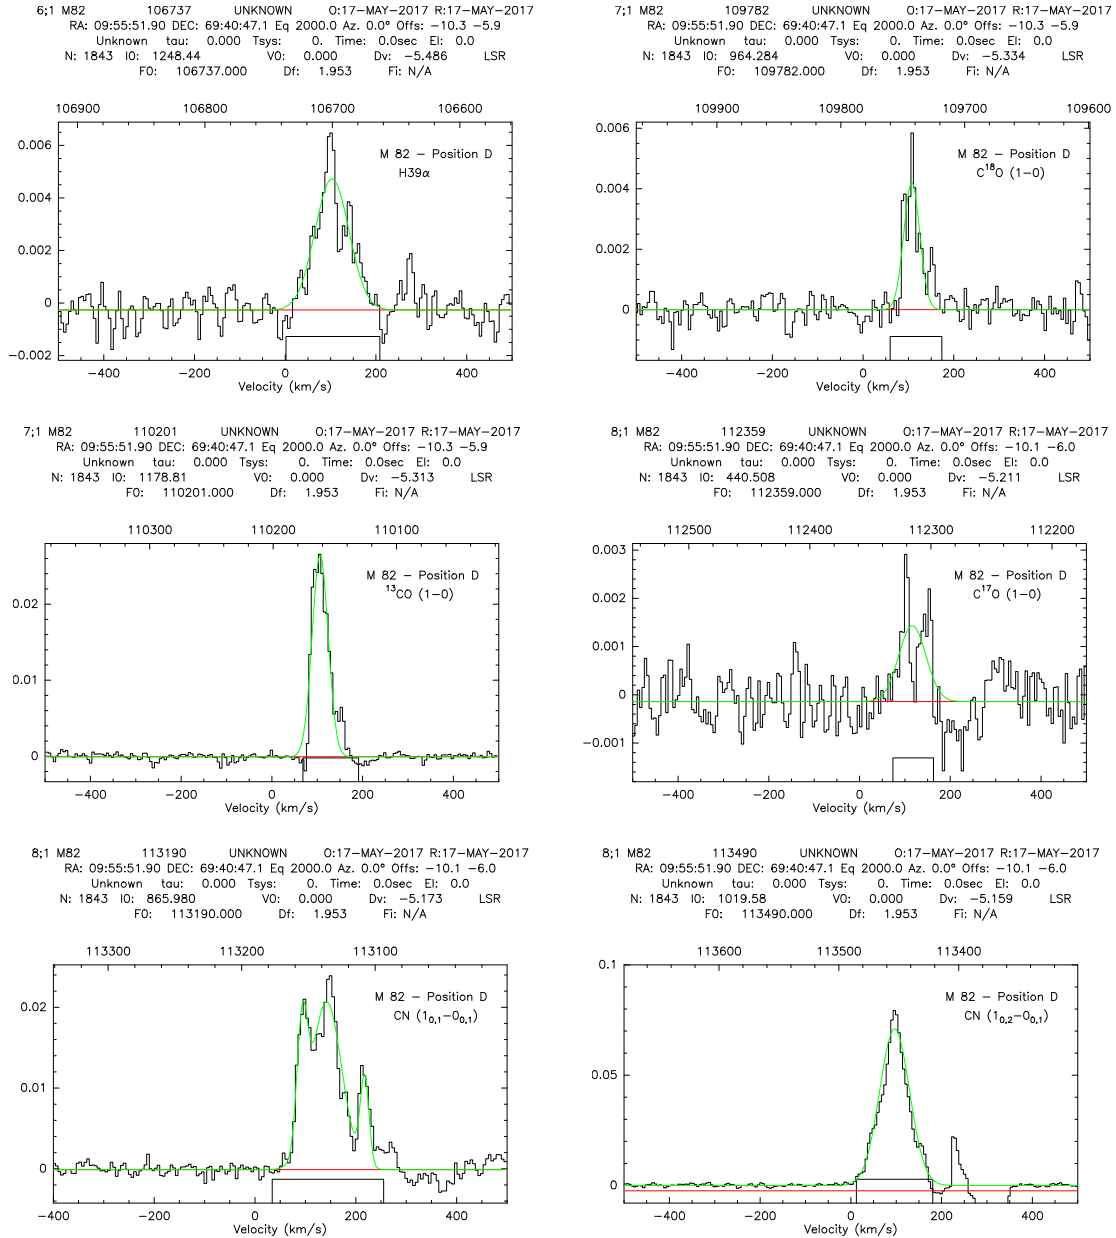 6;1 M82 106737 UNKNOWN O:17-MAY-2017 R:17-MAY-2017
RA: 09:55:51.90 DEC: 69:40:47.1 Eq 2000.0 Az. 0.0° Offs: -10.3 -5.9
Unknown tau: 0.000 Tsys: 0. Time: 0.0sec El: 0.0
N: 1843 I0: 1248.44 V0: 0.000 Dv: -5.486 LSR
F0: 106737.000 Df: 1.953 Fi: N/A
106900 106800 106700 106600
M 82 - Position D
H39α
0.006
0.004
0.002
0
-0.002
-400 -200 0 200 400
Velocity (km/s)
7;1 M82 109782 UNKNOWN O:17-MAY-2017 R:17-MAY-2017
RA: 09:55:51.90 DEC: 69:40:47.1 Eq 2000.0 Az. 0.0° Offs: -10.3 -5.9
Unknown tau: 0.000 Tsys: 0. Time: 0.0sec El: 0.0
N: 1843 I0: 964.284 V0: 0.000 Dv: -5.334 LSR
F0: 109782.000 Df: 1.953 Fi: N/A
109900 109800 109700 109600
M 82 - Position D
C¹⁸O (1-0)
0.006
0.004
0.002
0
-400 -200 0 200 400
Velocity (km/s)
7;1 M82 110201 UNKNOWN O:17-MAY-2017 R:17-MAY-2017
RA: 09:55:51.90 DEC: 69:40:47.1 Eq 2000.0 Az. 0.0° Offs: -10.3 -5.9
Unknown tau: 0.000 Tsys: 0. Time: 0.0sec El: 0.0
N: 1843 I0: 1178.81 V0: 0.000 Dv: -5.313 LSR
F0: 110201.000 Df: 1.953 Fi: N/A
110300 110200 110100
M 82 - Position D
¹³CO (1-0)
0.02
0.01
0
-400 -200 0 200 400
Velocity (km/s)
8;1 M82 112359 UNKNOWN O:17-MAY-2017 R:17-MAY-2017
RA: 09:55:51.90 DEC: 69:40:47.1 Eq 2000.0 Az. 0.0° Offs: -10.1 -6.0
Unknown tau: 0.000 Tsys: 0. Time: 0.0sec El: 0.0
N: 1843 I0: 440.508 V0: 0.000 Dv: -5.211 LSR
F0: 112359.000 Df: 1.953 Fi: N/A
112500 112400 112300 112200
M 82 - Position D
C¹⁷O (1-0)
0.003
0.002
0.001
0
-0.001
-400 -200 0 200 400
Velocity (km/s)
8;1 M82 113190 UNKNOWN O:17-MAY-2017 R:17-MAY-2017
RA: 09:55:51.90 DEC: 69:40:47.1 Eq 2000.0 Az. 0.0° Offs: -10.1 -6.0
Unknown tau: 0.000 Tsys: 0. Time: 0.0sec El: 0.0
N: 1843 I0: 865.980 V0: 0.000 Dv: -5.173 LSR
F0: 113190.000 Df: 1.953 Fi: N/A
113300 113200 113100
M 82 - Position D
CN (1₀,₁-0₀,₁)
0.02
0.01
0
-400 -200 0 200 400
Velocity (km/s)
8;1 M82 113490 UNKNOWN O:17-MAY-2017 R:17-MAY-2017
RA: 09:55:51.90 DEC: 69:40:47.1 Eq 2000.0 Az. 0.0° Offs: -10.1 -6.0
Unknown tau: 0.000 Tsys: 0. Time: 0.0sec El: 0.0
N: 1843 I0: 1019.58 V0: 0.000 Dv: -5.159 LSR
F0: 113490.000 Df: 1.953 Fi: N/A
113600 113500 113400
M 82 - Position D
CN (1₀,₂-0₀,₁)
0.1
0.05
0
-400 -200 0 200 400
Velocity (km/s)